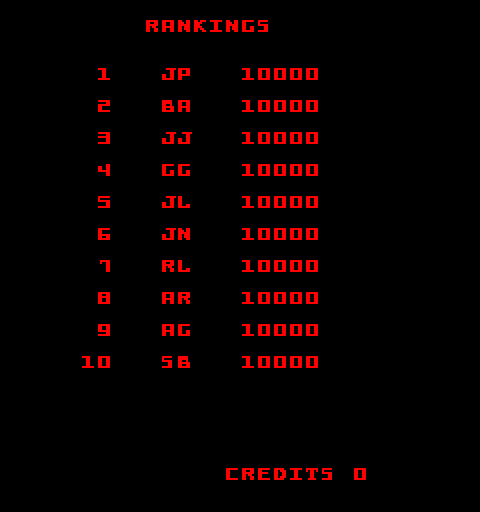 RANKINGS
1 JP 10000
2 BA 10000
3 JJ 10000
4 GG 10000
5 JL 10000
6 JN 10000
7 RL 10000
8 AR 10000
9 AG 10000
10 SB 10000
CREDITS 0